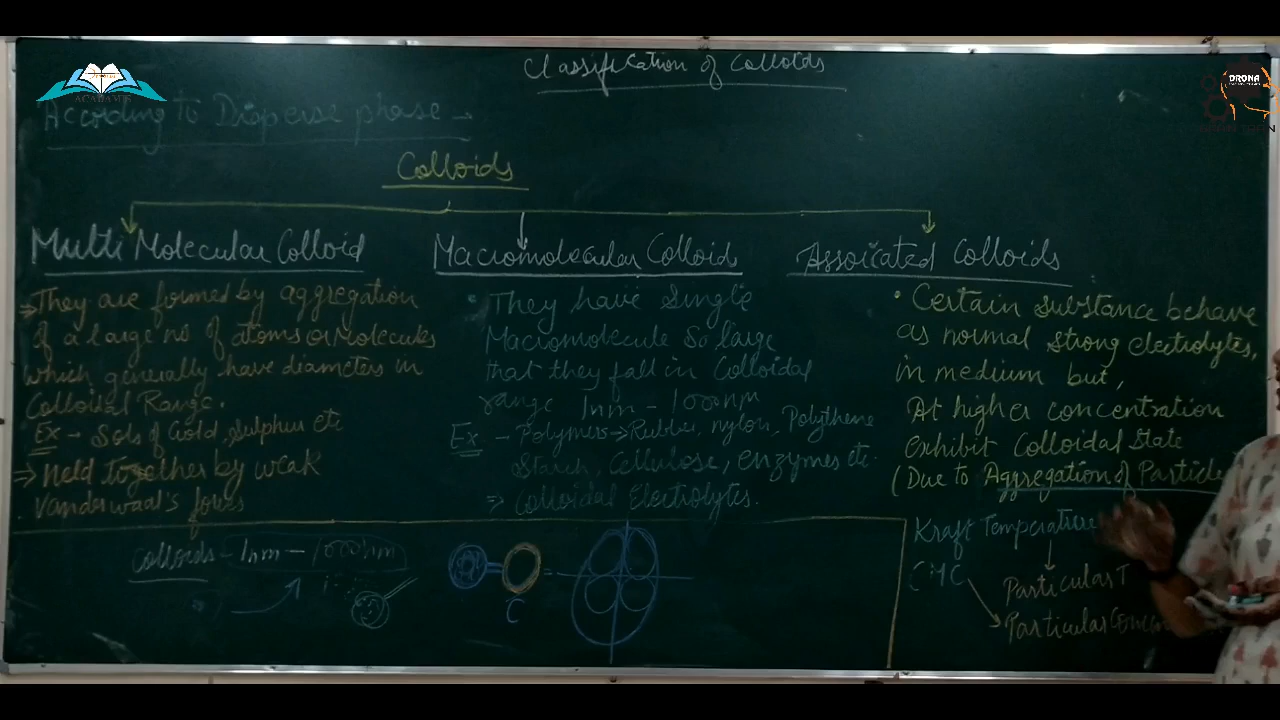 Classification of Colloids
According to Disperse phase -
Colloids
Multi Molecular Colloid
⇒ They are formed by aggregation
of a large no of atoms or Molecules
which generally have diameters in
Colloidal Range.
Ex - Sols of Gold, Sulphur etc
⇒ Held together by weak
Vanderwaal's forces
Macromolecular Colloid
• They have single
Macromolecule so large
that they fall in Colloidal
range 1nm - 1000nm
Ex - Polymers → Rubber, nylon, Polythene
Starch, Cellulose, enzymes etc.
⇒ Colloidal Electrolytes.
Assoicated Colloids
• Certain substance behave
as normal strong electrolytes,
in medium but,
At higher concentration
exhibit Colloidal State
(Due to Aggregation of Particle
Kraft Temperature
CMC
Particular T
Particular Con
Colloids - 1nm - 1000nm
C
DRONA